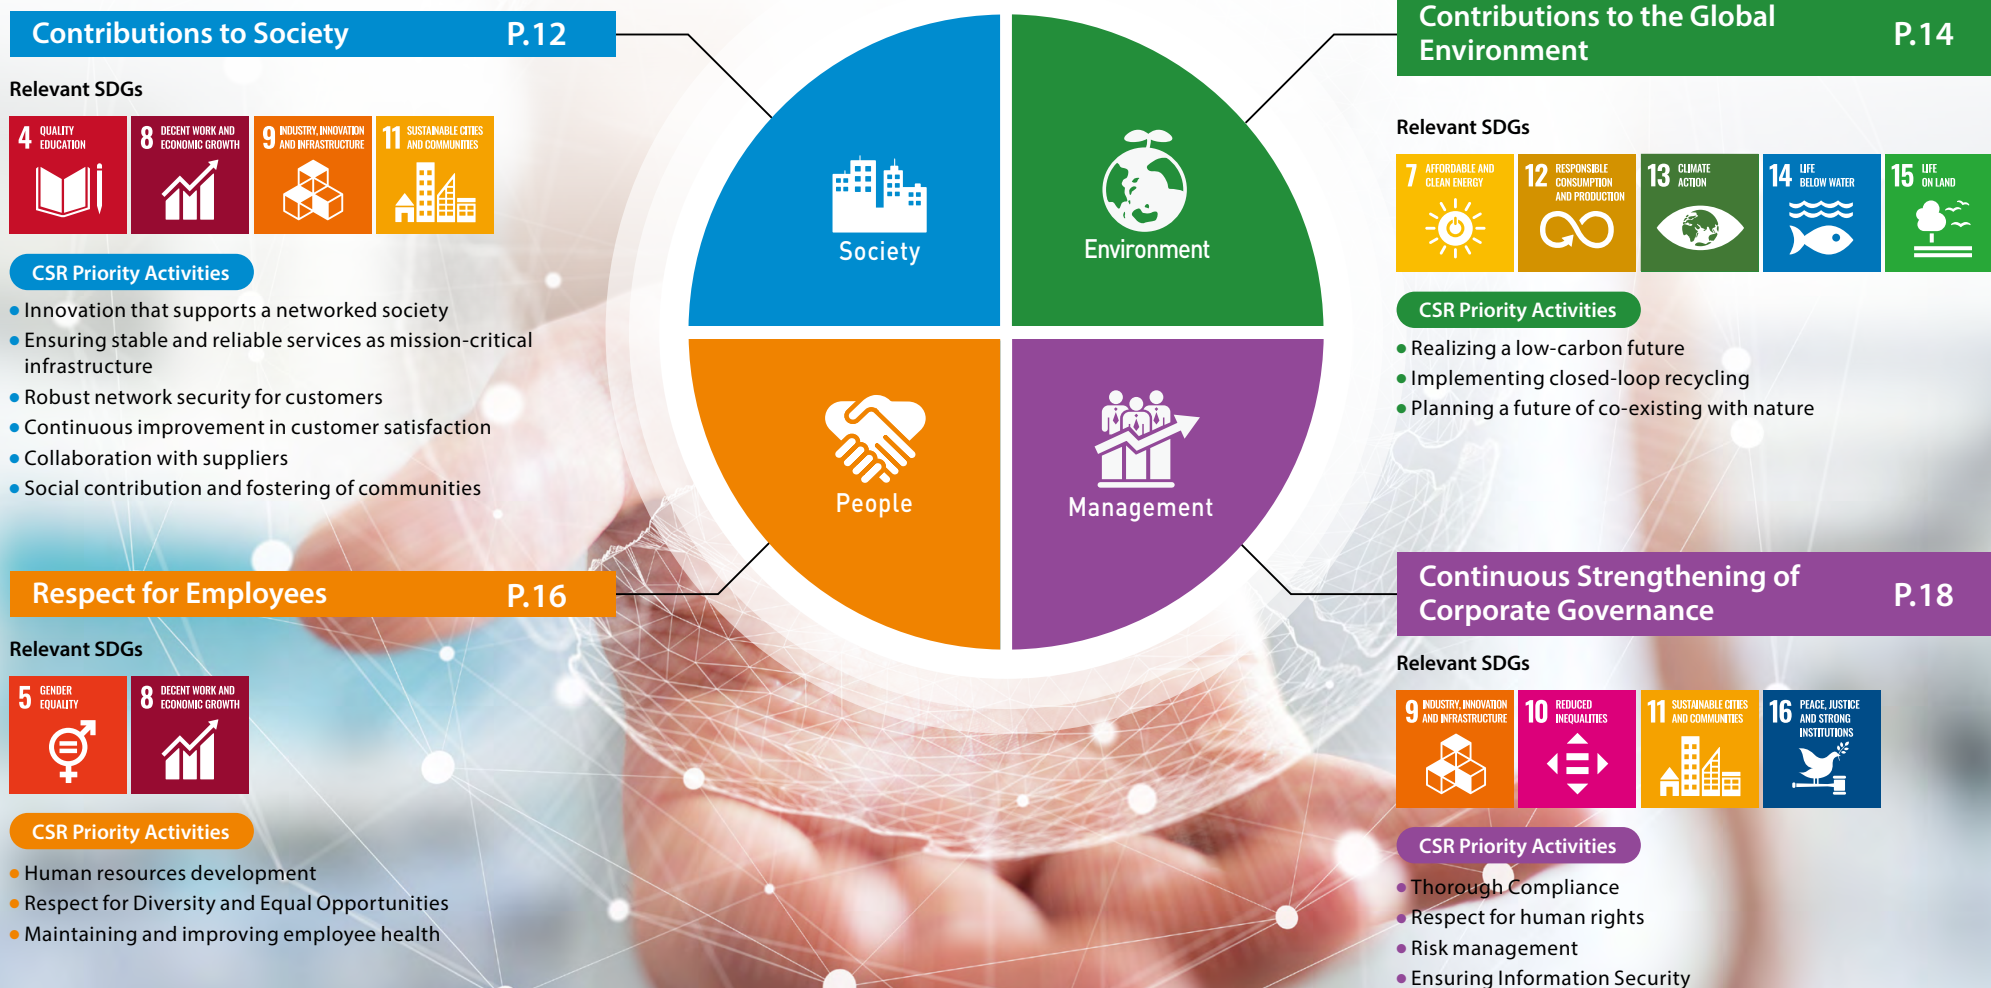 Contributions to Society P.12
Relevant SDGs
4 QUALITY
EDUCATION
8 DECENT WORK AND
ECONOMIC GROWTH
9 INDUSTRY, INNOVATION
AND INFRASTRUCTURE
11 SUSTAINABLE CITIES
AND COMMUNITIES
CSR Priority Activities
• Innovation that supports a networked society
• Ensuring stable and reliable services as mission-critical
infrastructure
• Robust network security for customers
• Continuous improvement in customer satisfaction
• Collaboration with suppliers
• Social contribution and fostering of communities
Respect for Employees P.16
Relevant SDGs
5 GENDER
EQUALITY
8 DECENT WORK AND
ECONOMIC GROWTH
CSR Priority Activities
• Human resources development
• Respect for Diversity and Equal Opportunities
• Maintaining and improving employee health
Society
Environment
People
Management
Contributions to the Global
Environment P.14
Relevant SDGs
7 AFFORDABLE AND
CLEAN ENERGY
12 RESPONSIBLE
CONSUMPTION
AND PRODUCTION
13 CLIMATE
ACTION
14 LIFE
BELOW WATER
15 LIFE
ON LAND
CSR Priority Activities
• Realizing a low-carbon future
• Implementing closed-loop recycling
• Planning a future of co-existing with nature
Continuous Strengthening of
Corporate Governance P.18
Relevant SDGs
9 INDUSTRY, INNOVATION
AND INFRASTRUCTURE
10 REDUCED
INEQUALITIES
11 SUSTAINABLE CITIES
AND COMMUNITIES
16 PEACE, JUSTICE
AND STRONG
INSTITUTIONS
CSR Priority Activities
• Thorough Compliance
• Respect for human rights
• Risk management
• Ensuring Information Security